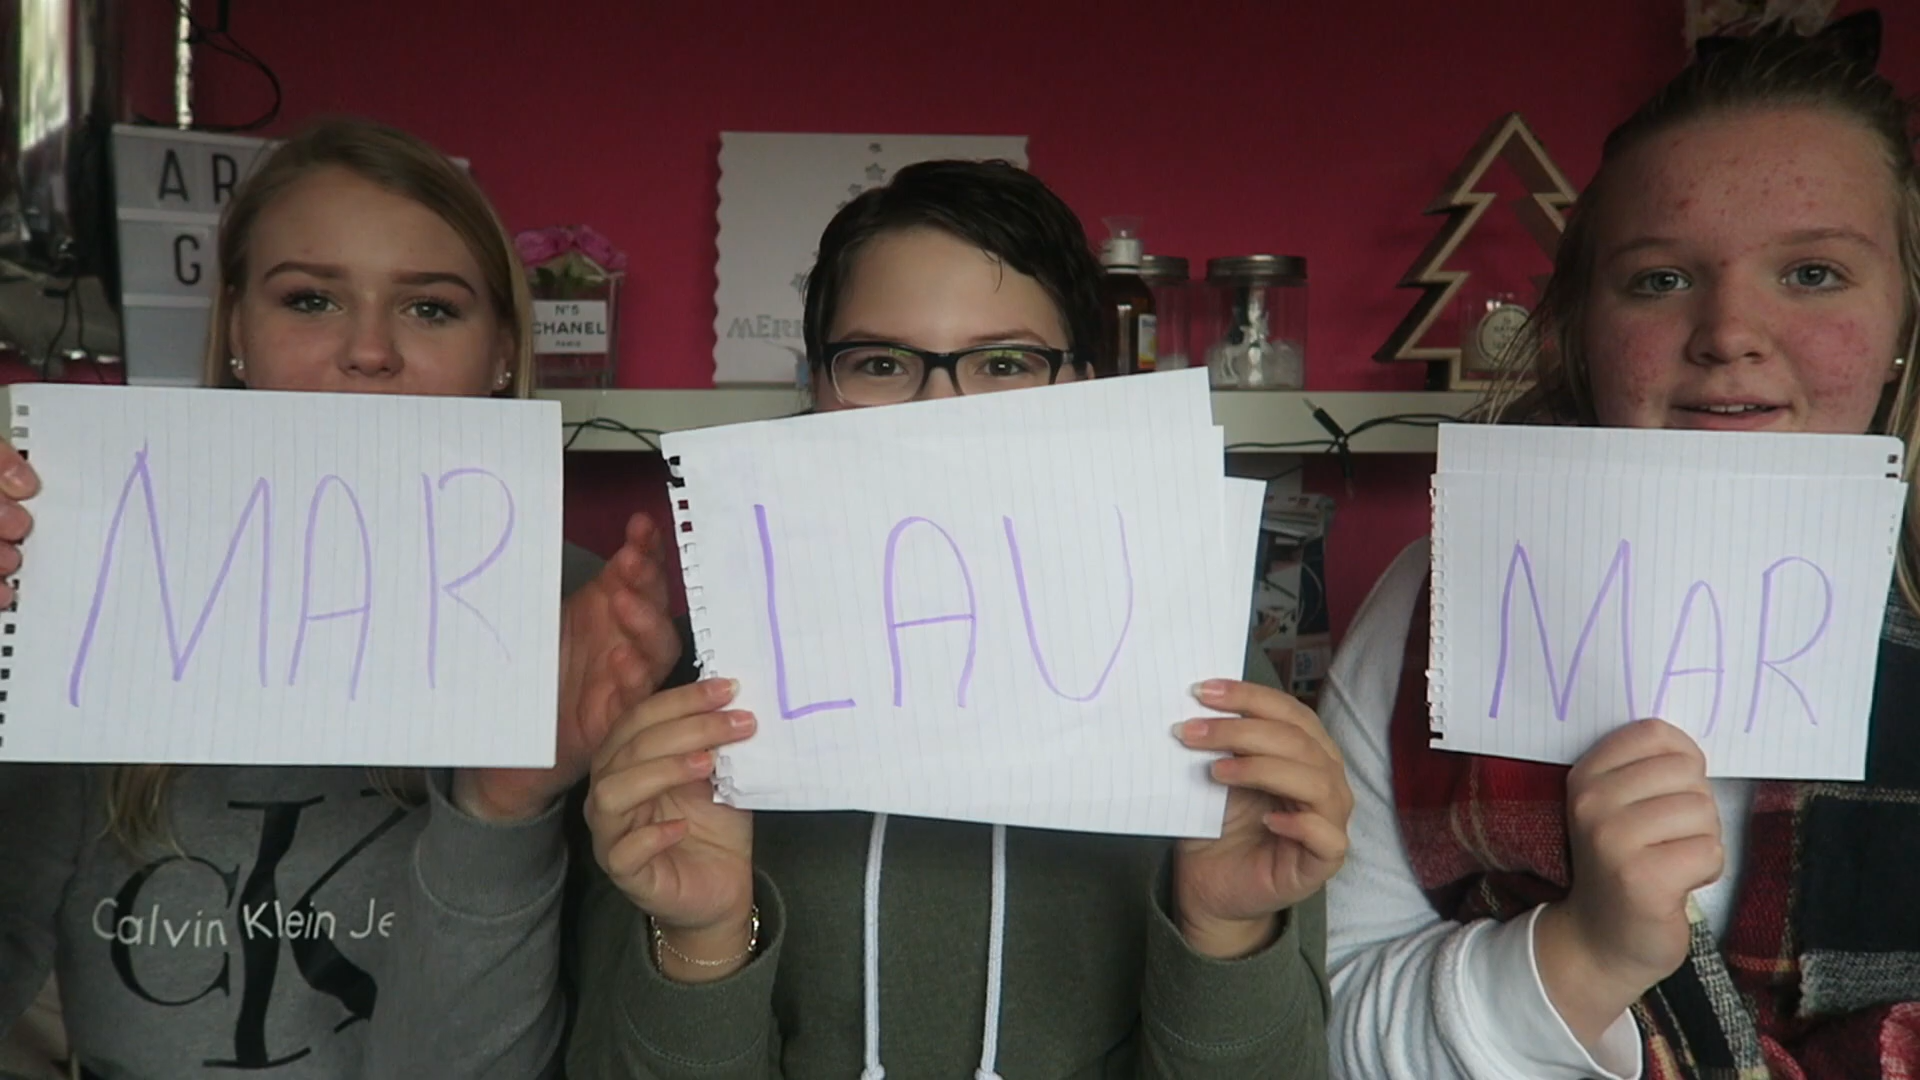 AR
G
N°5
CHANEL
PARIS
MAR
LAU
MAR
CK
Calvin Klein Je